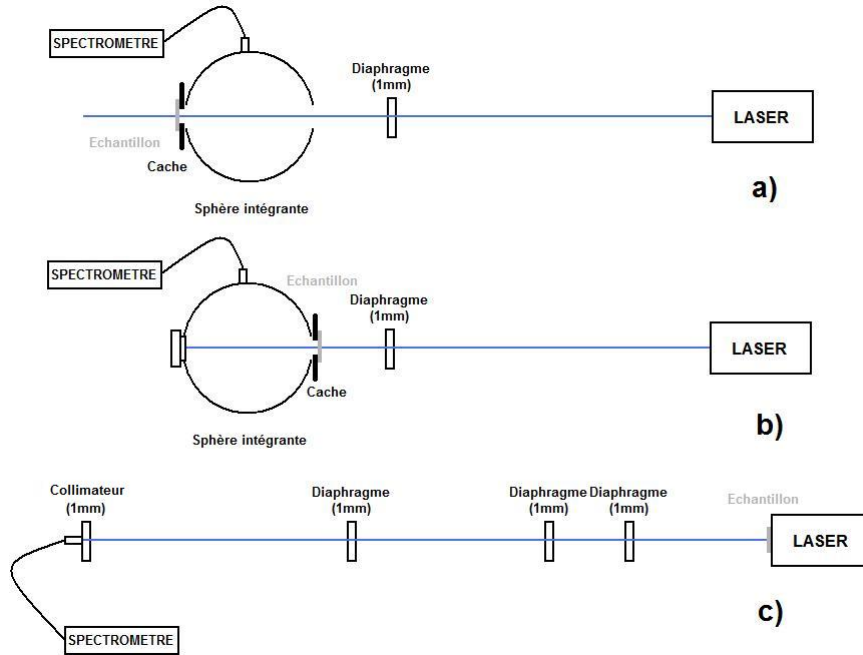 SPECTROMETRE
Diaphragme
(1mm)
LASER
Echantillon
Cache
a)
Sphère intégrante
SPECTROMETRE
Echantillon
Diaphragme
(1mm)
LASER
Cache
b)
Sphère intégrante
Collimateur
(1mm)
Diaphragme
(1mm)
Diaphragme
(1mm)
Diaphragme
(1mm)
Echantillon
LASER
c)
SPECTROMETRE